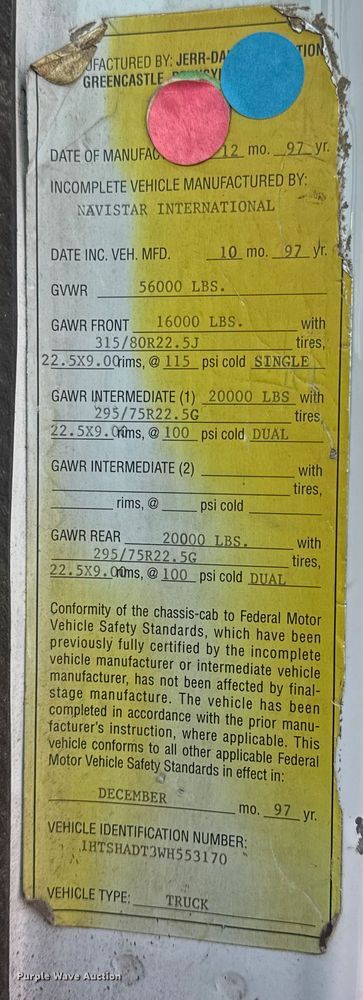 UFACTURED BY: JERR-DA TION
GREENCASTLE,
DATE OF MANUFAC 12 mo. 97 yr.
INCOMPLETE VEHICLE MANUFACTURED BY:
NAVISTAR INTERNATIONAL
DATE INC. VEH. MFD. 10 mo. 97 yr.
GVWR 56000 LBS.
GAWR FRONT 16000 LBS. with
315/80R22.5J tires,
22.5X9.00 rims, @ 115 psi cold SINGLE
GAWR INTERMEDIATE (1) 20000 LBS with
295/75R22.5G tires,
22.5X9.00 rims, @ 100 psi cold DUAL
GAWR INTERMEDIATE (2) with
tires,
rims, @ psi cold
GAWR REAR 20000 LBS. with
295/75R22.5G tires,
22.5X9.00 rims, @ 100 psi cold DUAL
Conformity of the chassis-cab to Federal Motor
Vehicle Safety Standards, which have been
previously fully certified by the incomplete
vehicle manufacturer or intermediate vehicle
manufacturer, has not been affected by final-
stage manufacture. The vehicle has been
completed in accordance with the prior manu-
facturer's instruction, where applicable. This
vehicle conforms to all other applicable Federal
Motor Vehicle Safety Standards in effect in:
DECEMBER mo. 97 yr.
VEHICLE IDENTIFICATION NUMBER:
1HTSHADT3WH553170
VEHICLE TYPE: TRUCK
Purple Wave Auction